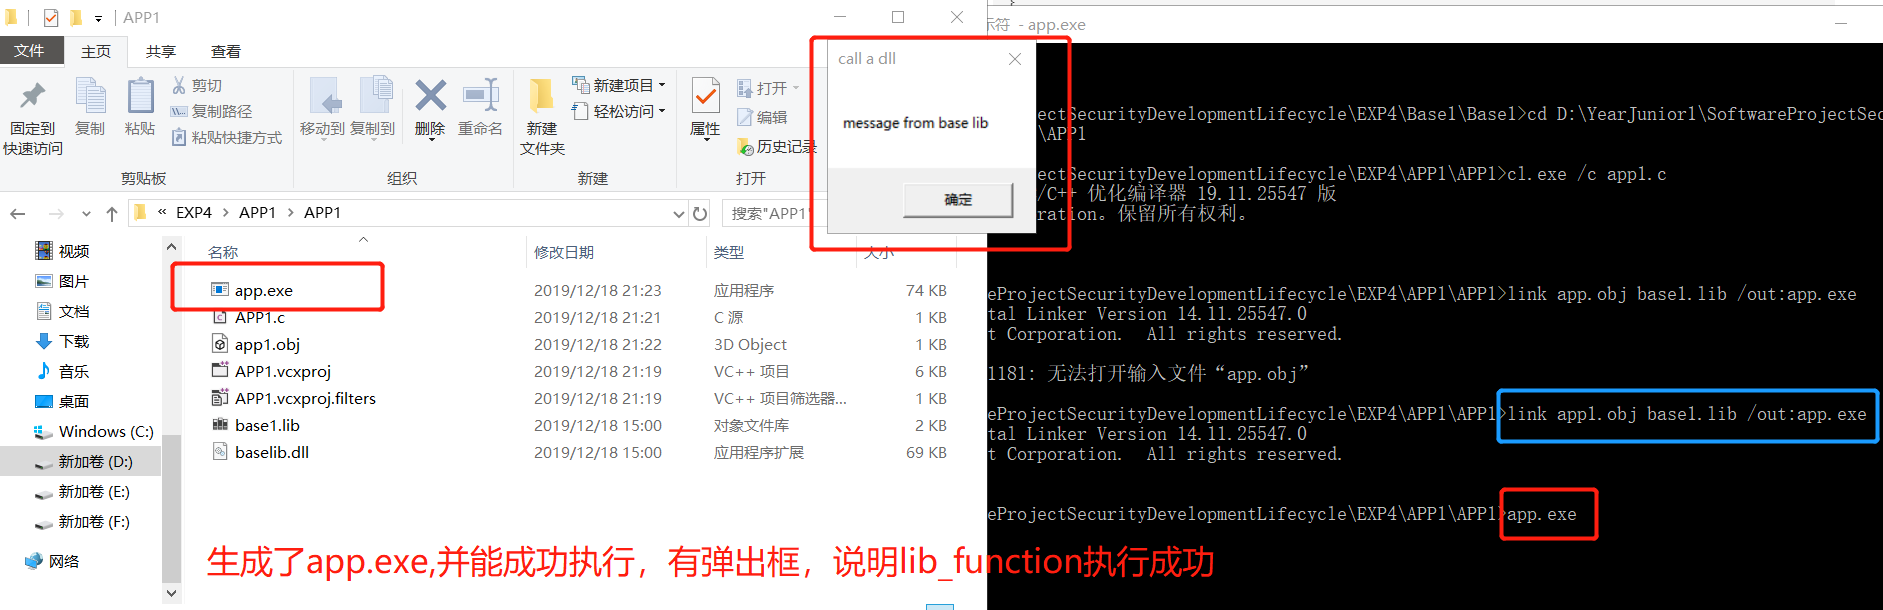 APP1
文件 主页 共享 查看
固定到快速访问
复制
粘贴
剪切
复制路径
粘贴快捷方式
剪贴板
移动到
复制到
删除
重命名
组织
新建文件夹
新建项目
轻松访问
新建
属性
打开
编辑
历史记录
打开
« EXP4 > APP1 > APP1
搜索"APP1"
视频
图片
文档
下载
音乐
桌面
Windows (C:)
新加卷 (D:)
新加卷 (E:)
新加卷 (F:)
网络
名称 修改日期 类型 大小
app.exe 2019/12/18 21:23 应用程序 74 KB
APP1.c 2019/12/18 21:21 C 源 1 KB
app1.obj 2019/12/18 21:22 3D Object 1 KB
APP1.vcxproj 2019/12/18 21:19 VC++ 项目 6 KB
APP1.vcxproj.filters 2019/12/18 21:19 VC++ 项目筛选器... 1 KB
base1.lib 2019/12/18 15:00 对象文件库 2 KB
baselib.dll 2019/12/18 15:00 应用程序扩展 69 KB
call a dll
message from base lib
确定
示符 - app.exe
jectSecurityDevelopmentLifecycle\EXP4\Base1\Base1>cd D:\YearJunior1\SoftwareProjectSec
\APP1
jectSecurityDevelopmentLifecycle\EXP4\APP1\APP1>cl.exe /c app1.c
/C++ 优化编译器 19.11.25547 版
ration。保留所有权利。
eProjectSecurityDevelopmentLifecycle\EXP4\APP1\APP1>link app.obj base1.lib /out:app.exe
tal Linker Version 14.11.25547.0
t Corporation.  All rights reserved.
1181: 无法打开输入文件“app.obj”
eProjectSecurityDevelopmentLifecycle\EXP4\APP1\APP1>link app1.obj base1.lib /out:app.exe
tal Linker Version 14.11.25547.0
t Corporation.  All rights reserved.
eProjectSecurityDevelopmentLifecycle\EXP4\APP1\APP1>app.exe
生成了app.exe,并能成功执行，有弹出框，说明lib_function执行成功